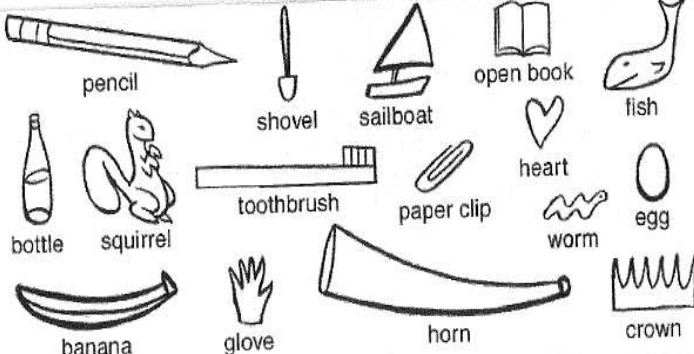 pencil
shovel
sailboat
open book
fish
bottle
squirrel
toothbrush
paper clip
heart
worm
egg
banana
glove
horn
crown